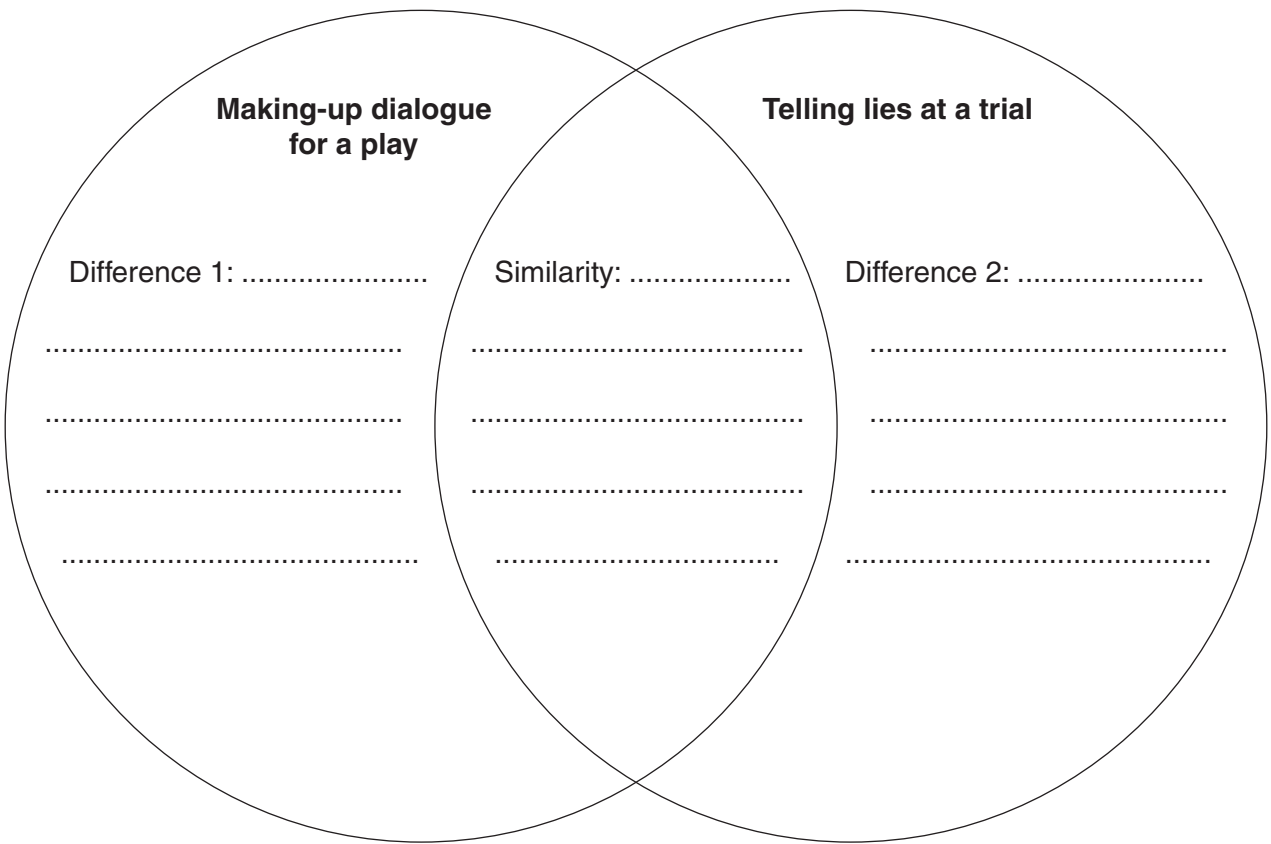 Making-up dialogue
for a play
Telling lies at a trial
Difference 1: .......................
Similarity: ....................
Difference 2: .......................
............................................
.........................................
............................................
............................................
.........................................
............................................
............................................
.........................................
............................................
............................................
...................................
.............................................